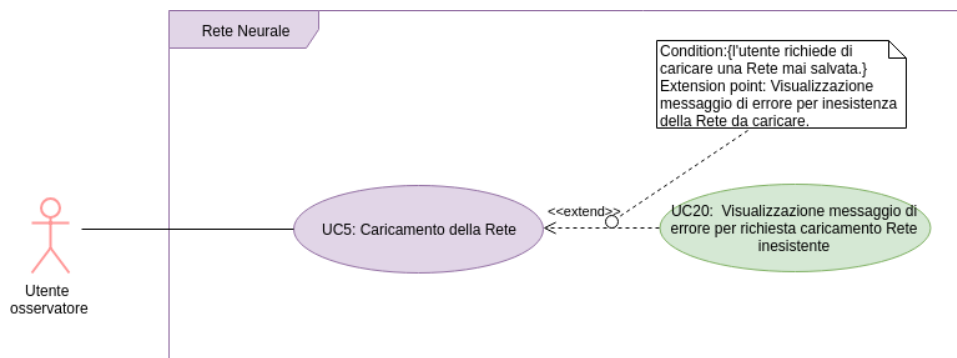 Rete Neurale
Condition:{l'utente richiede di
caricare una Rete mai salvata.}
Extension point: Visualizzazione
messaggio di errore per inesistenza
della Rete da caricare.
<<extend>>
UC5: Caricamento della Rete
UC20:  Visualizzazione messaggio di
errore per richiesta caricamento Rete
inesistente
Utente
osservatore